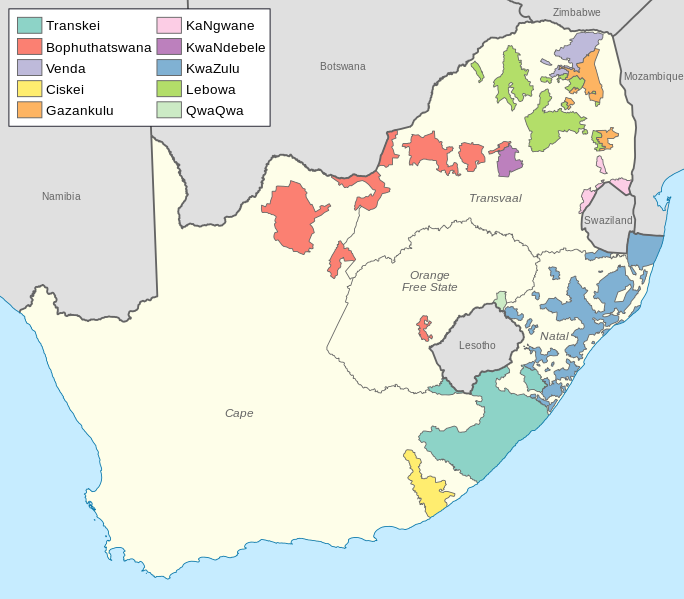 Transkei
Bophuthatswana
Venda
Ciskei
Gazankulu
KaNgwane
KwaNdebele
KwaZulu
Lebowa
QwaQwa
Zimbabwe
Botswana
Mozambique
Namibia
Transvaal
Swaziland
Orange
Free State
Natal
Lesotho
Cape